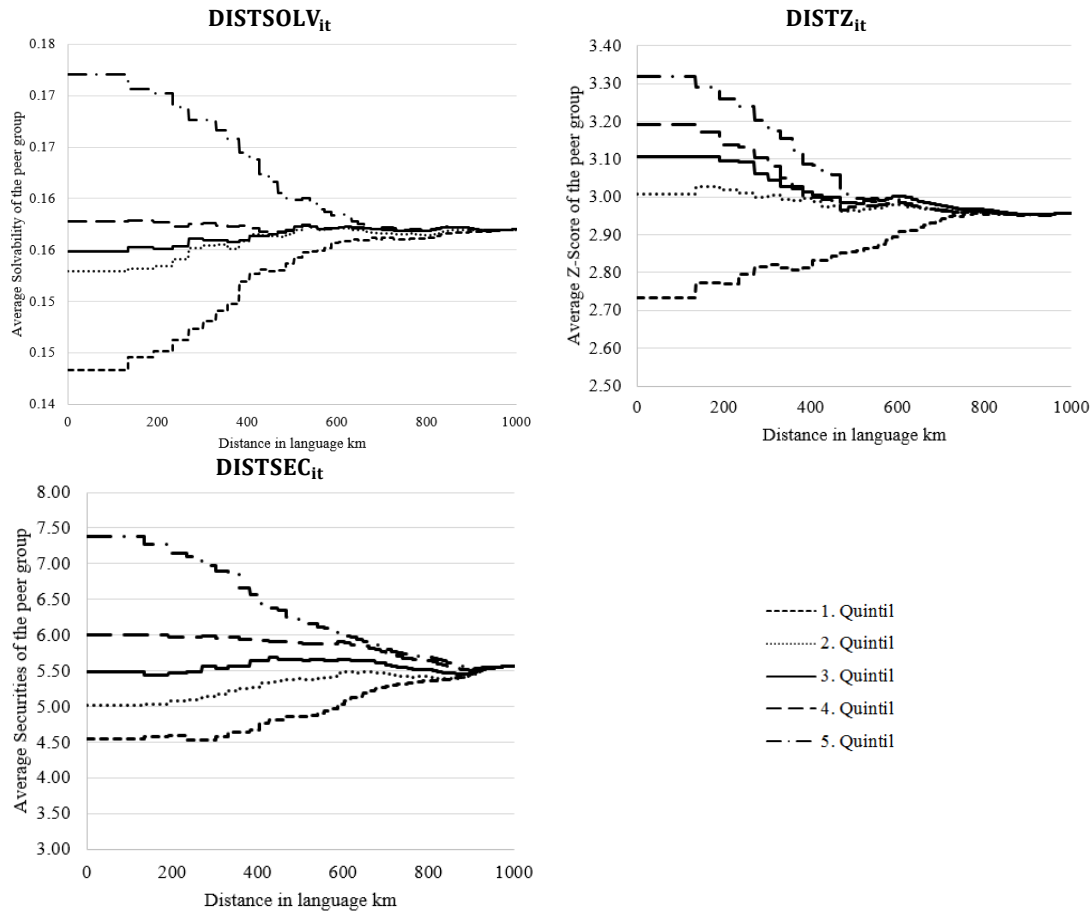 DISTSOLVit
Average Solvability of the peer group
0.18
0.17
0.17
0.16
0.16
0.15
0.15
0.14
0 200 400 600 800 1000
Distance in language km
DISTZit
Average Z-Score of the peer group
3.40
3.30
3.20
3.10
3.00
2.90
2.80
2.70
2.60
2.50
0 200 400 600 800 1000
Distance in language km
DISTSECit
Average Securities of the peer group
8.00
7.50
7.00
6.50
6.00
5.50
5.00
4.50
4.00
3.50
3.00
0 200 400 600 800 1000
Distance in language km
1. Quintil
2. Quintil
3. Quintil
4. Quintil
5. Quintil